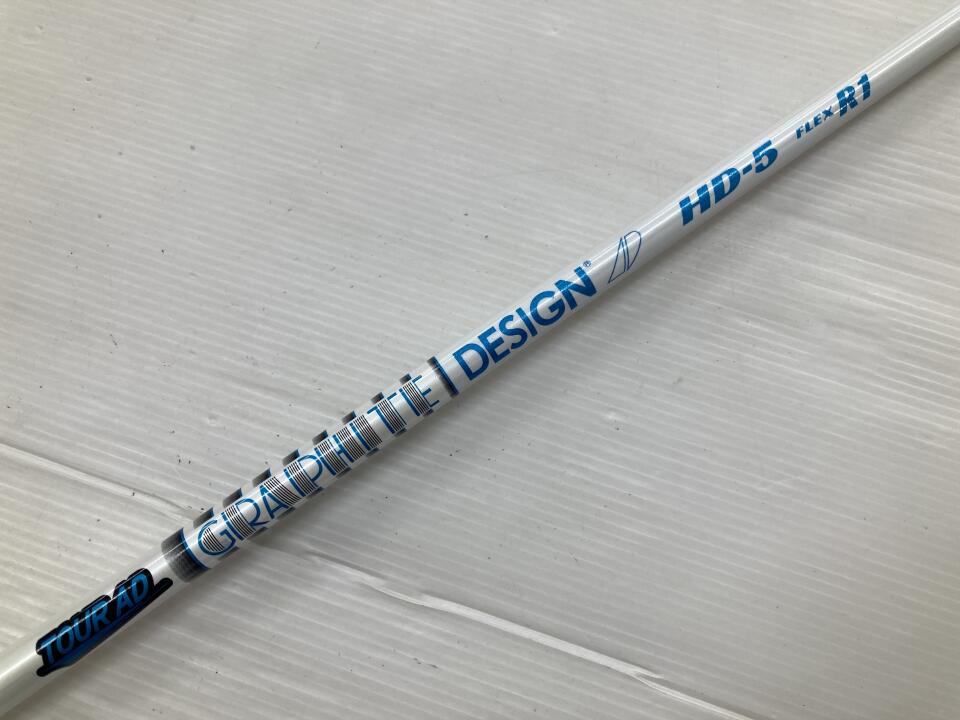 TOUR AD
GRAPHITE DESIGN®
HD-5 FLEX R1